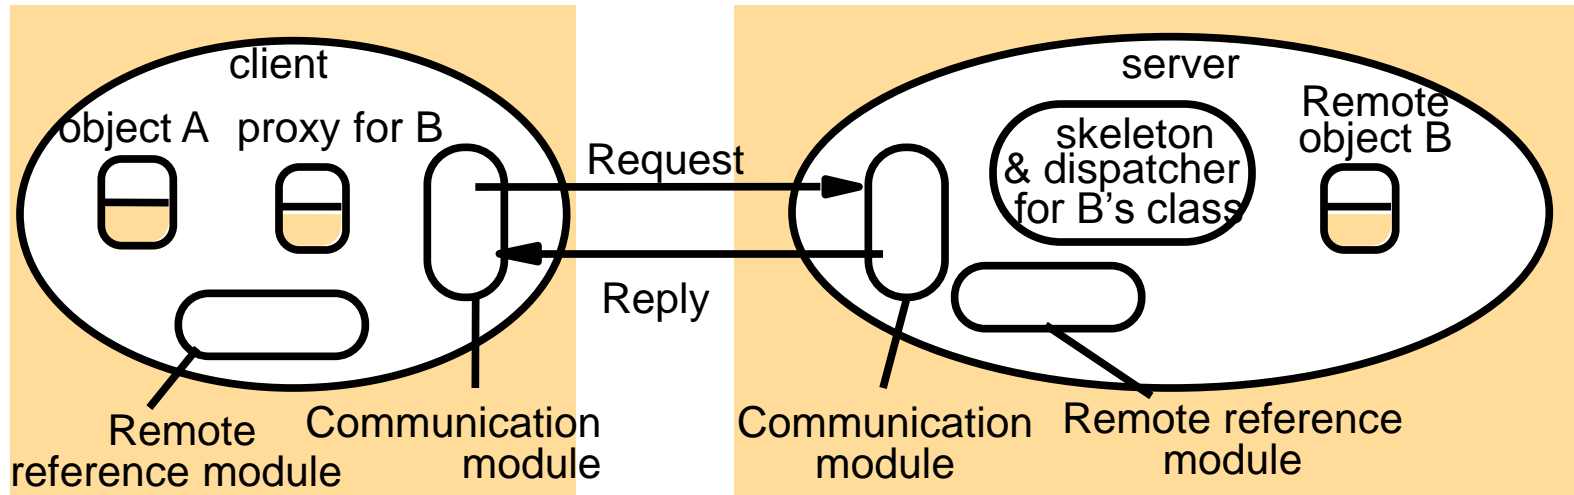 client
object A
proxy for B
Remote
reference module
Communication
module
Request
Reply
server
skeleton
& dispatcher
for B's class
Remote
object B
Communication
module
Remote reference
module